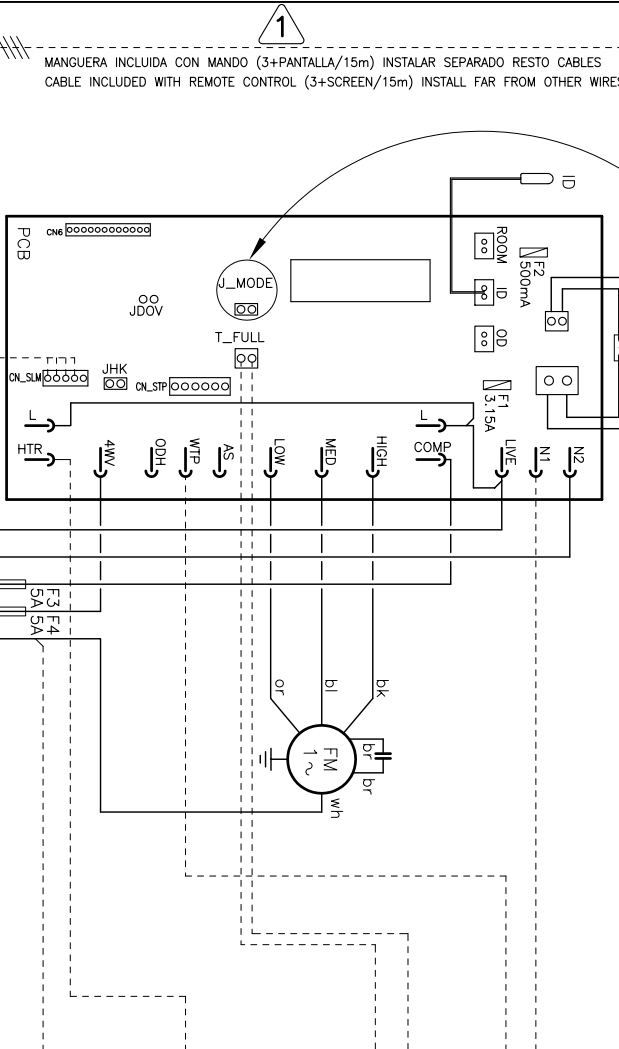 1
MANGUERA INCLUIDA CON MANDO (3+PANTALLA/15m) INSTALAR SEPARADO RESTO CABLES
CABLE INCLUDED WITH REMOTE CONTROL (3+SCREEN/15m) INSTALL FAR FROM OTHER WIRES
ID
PCB
CN6
ROOM
F2
500mA
J_MODE
ID
JDOV
T_FULL
OD
CN_SLM
JHK
CN_STP
F1
3.15A
L
L
HTR
4WV
ODH
WTP
AS
LOW
MED
HIGH
COMP
LIVE
N1
N2
F3
5A
F4
5A
or
bl
bk
FM
1 ~
br
br
wh